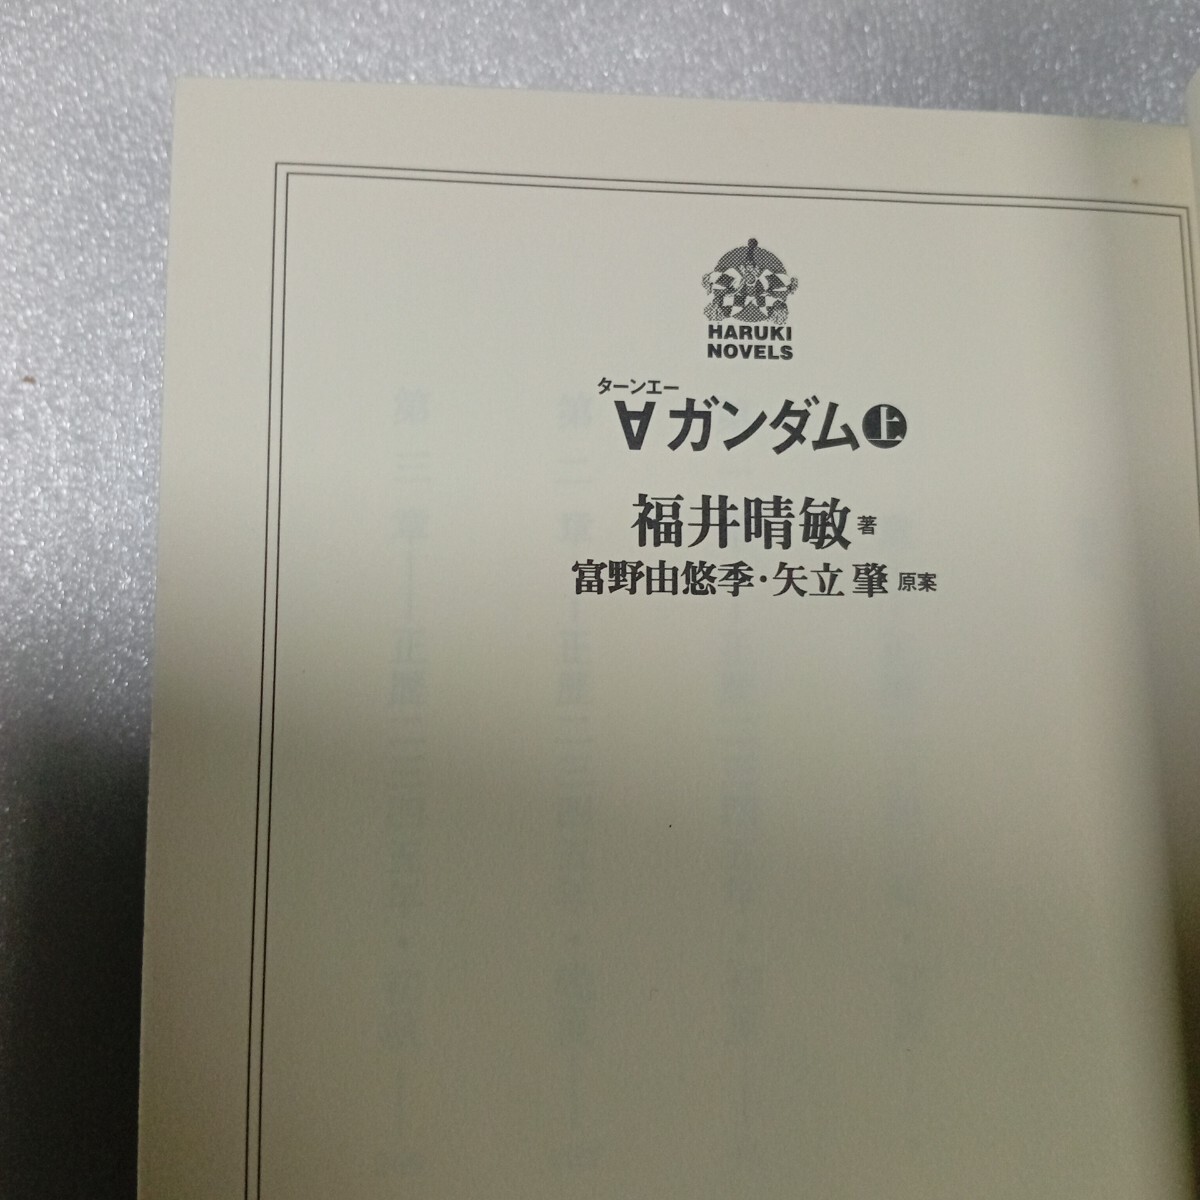 HARUKI
NOVELS
ターンエー
∀ガンダム上
福井晴敏 著
富野由悠季・矢立 肇 原案